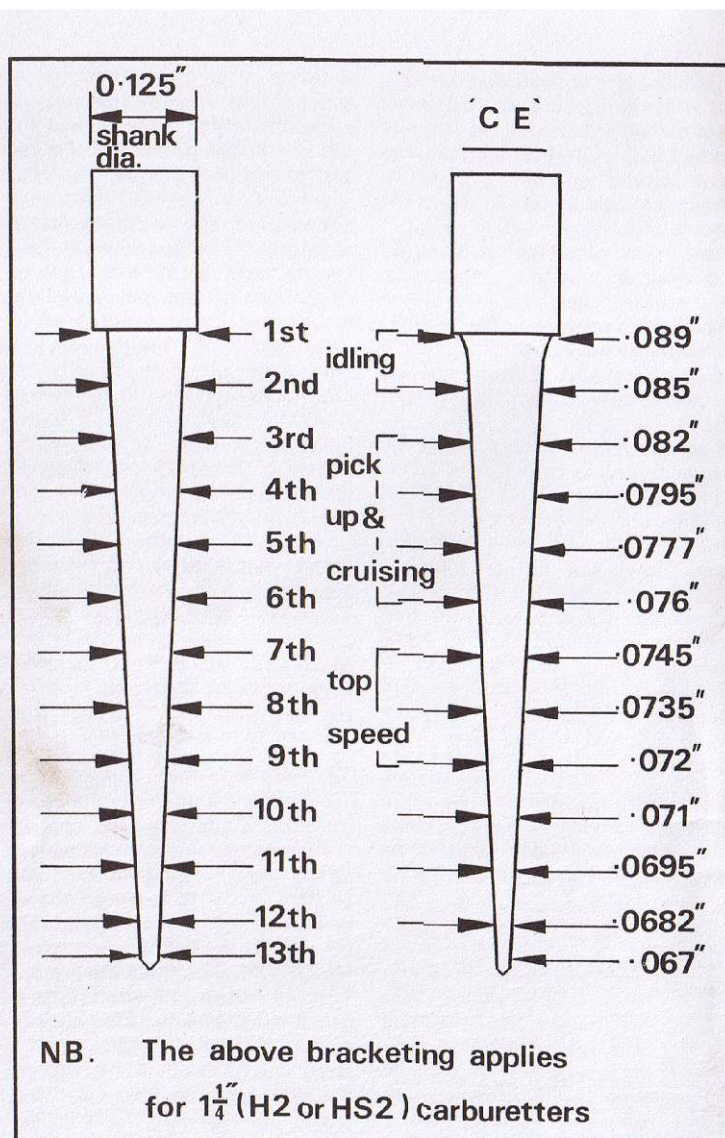 0·125"
shank
dia.
'C E'
1st
idling
·089"
2nd
·085"
3rd
·082"
pick
4th
·0795"
up &
5th
·0777"
cruising
6th
·076"
7th
·0745"
top
8th
·0735"
speed
9th
·072"
10th
·071"
11th
·0695"
12th
·0682"
13th
·067"
NB. The above bracketing applies
for 1 1/4" (H2 or HS2) carburetters